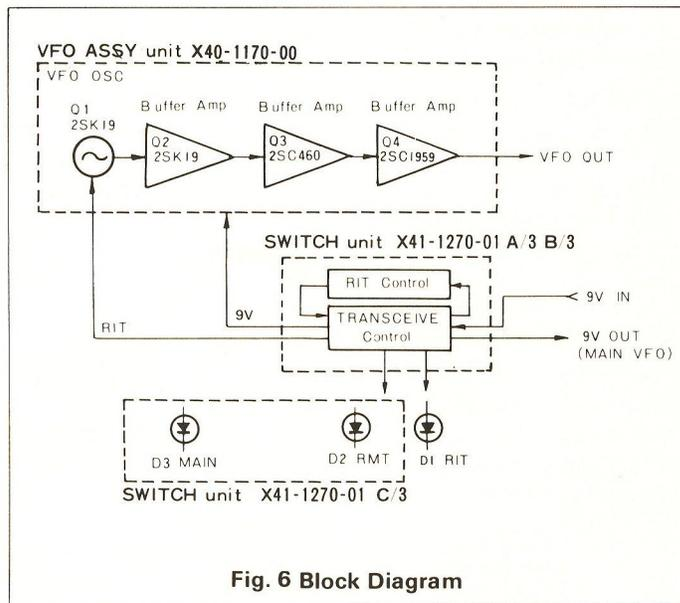 VFO ASSY unit X40-1170-00
VFO OSC
Q1
2SK19
Buffer Amp
Q2
2SK19
Buffer Amp
Q3
2SC460
Buffer Amp
Q4
2SC1959
VFO OUT
SWITCH unit X41-1270-01 A/3 B/3
RIT Control
TRANSCEIVE
Control
9V
RIT
9V IN
9V OUT
(MAIN VFO)
D3 MAIN
D2 RMT
D1 RIT
SWITCH unit X41-1270-01 C/3
Fig. 6 Block Diagram